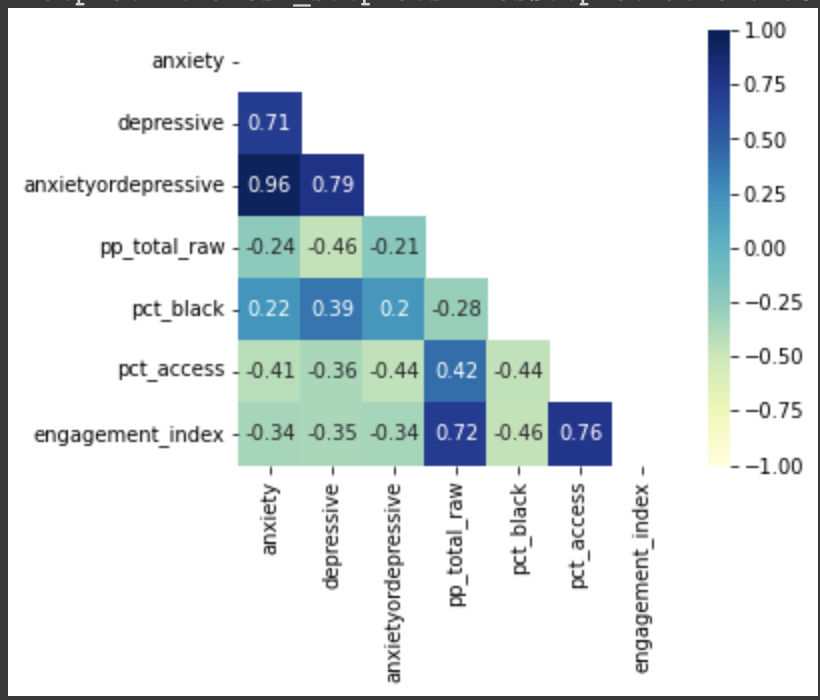 anxiety
depressive 0.71
anxietyordepressive 0.96 0.79
pp_total_raw -0.24 -0.46 -0.21
pct_black 0.22 0.39 0.2 -0.28
pct_access -0.41 -0.36 -0.44 0.42 -0.44
engagement_index -0.34 -0.35 -0.34 0.72 -0.46 0.76
anxiety
depressive
anxietyordepressive
pp_total_raw
pct_black
pct_access
engagement_index
1.00
0.75
0.50
0.25
0.00
−0.25
−0.50
−0.75
−1.00